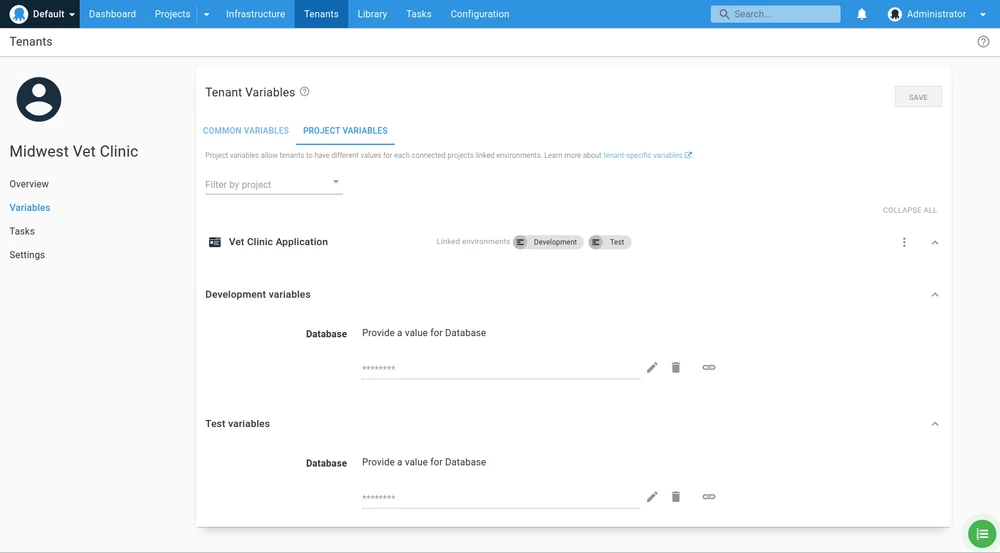 Default Dashboard Projects Infrastructure Tenants Library Tasks Configuration Search... Administrator
Tenants
Midwest Vet Clinic
Overview
Variables
Tasks
Settings
Tenant Variables
SAVE
COMMON VARIABLES PROJECT VARIABLES
Project variables allow tenants to have different values for each connected projects linked environments. Learn more about tenant-specific variables.
Filter by project
COLLAPSE ALL
Vet Clinic Application Linked environments Development Test
Development variables
Database Provide a value for Database
********
Test variables
Database Provide a value for Database
********